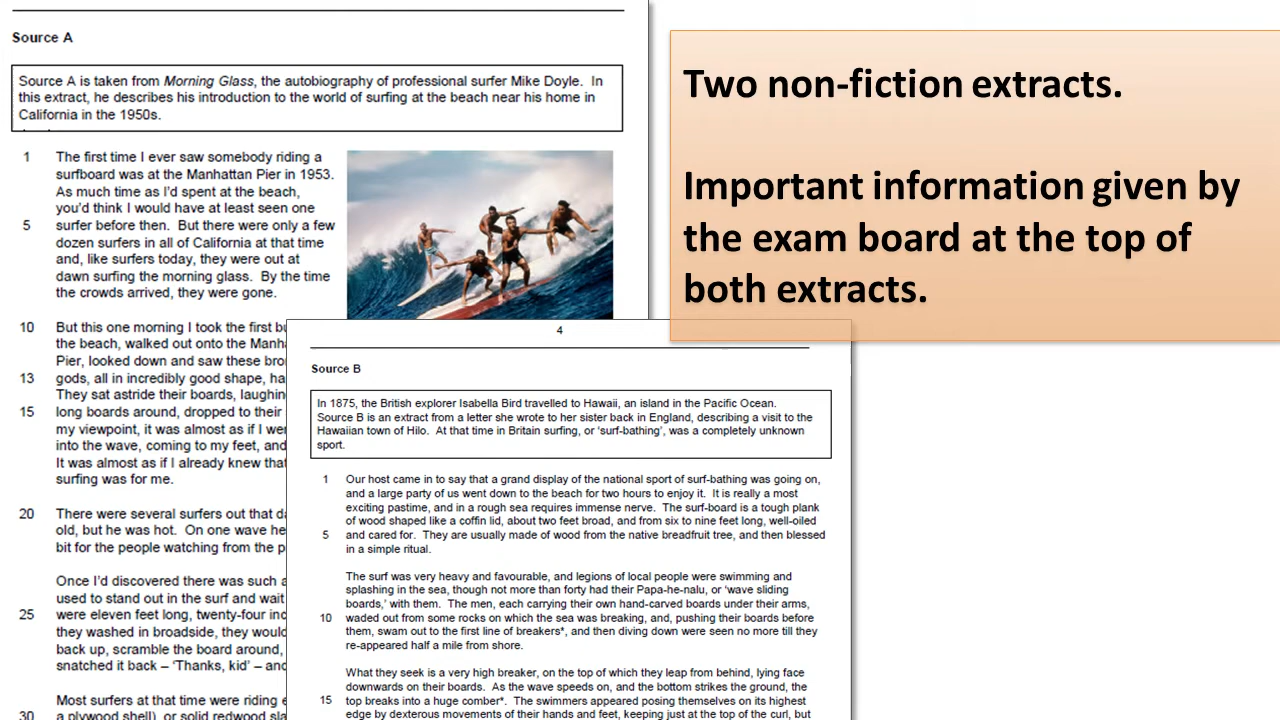 Source A
Source A is taken from Morning Glass, the autobiography of professional surfer Mike Doyle. In
this extract, he describes his introduction to the world of surfing at the beach near his home in
California in the 1950s.
1 The first time I ever saw somebody riding a
surfboard was at the Manhattan Pier in 1953.
As much time as I’d spent at the beach,
you’d think I would have at least seen one
5 surfer before then. But there were only a few
dozen surfers in all of California at that time
and, like surfers today, they were out at
dawn surfing the morning glass. By the time
the crowds arrived, they were gone.
10 But this one morning I took the first bu
the beach, walked out onto the Manha
Pier, looked down and saw these bro
13 gods, all in incredibly good shape, ha
They sat astride their boards, laughin
15 long boards around, dropped to their
my viewpoint, it was almost as if I we
into the wave, coming to my feet, and
It was almost as if I already knew that
surfing was for me.
20 There were several surfers out that da
old, but he was hot. On one wave he
bit for the people watching from the p
Once I’d discovered there was such a
used to stand out in the surf and wait
25 were eleven feet long, twenty-four inc
they washed in broadside, they would
back up, scramble the board around,
snatched it back – ‘Thanks, kid’ – and
Most surfers at that time were riding e
30 a plywood shell), or solid redwood sla
Two non-fiction extracts.
Important information given by
the exam board at the top of
both extracts.
4
Source B
In 1875, the British explorer Isabella Bird travelled to Hawaii, an island in the Pacific Ocean.
Source B is an extract from a letter she wrote to her sister back in England, describing a visit to the
Hawaiian town of Hilo. At that time in Britain surfing, or ‘surf-bathing’, was a completely unknown
sport.
1 Our host came in to say that a grand display of the national sport of surf-bathing was going on,
and a large party of us went down to the beach for two hours to enjoy it. It is really a most
exciting pastime, and in a rough sea requires immense nerve. The surf-board is a tough plank
of wood shaped like a coffin lid, about two feet broad, and from six to nine feet long, well-oiled
5 and cared for. They are usually made of wood from the native breadfruit tree, and then blessed
in a simple ritual.
The surf was very heavy and favourable, and legions of local people were swimming and
splashing in the sea, though not more than forty had their Papa-he-nalu, or ‘wave sliding
boards,’ with them. The men, each carrying their own hand-carved boards under their arms,
10 waded out from some rocks on which the sea was breaking, and, pushing their boards before
them, swam out to the first line of breakers*, and then diving down were seen no more till they
re-appeared half a mile from shore.
What they seek is a very high breaker, on the top of which they leap from behind, lying face
downwards on their boards. As the wave speeds on, and the bottom strikes the ground, the
15 top breaks into a huge comber*. The swimmers appeared posing themselves on its highest
edge by dexterous movements of their hands and feet, keeping just at the top of the curl, but